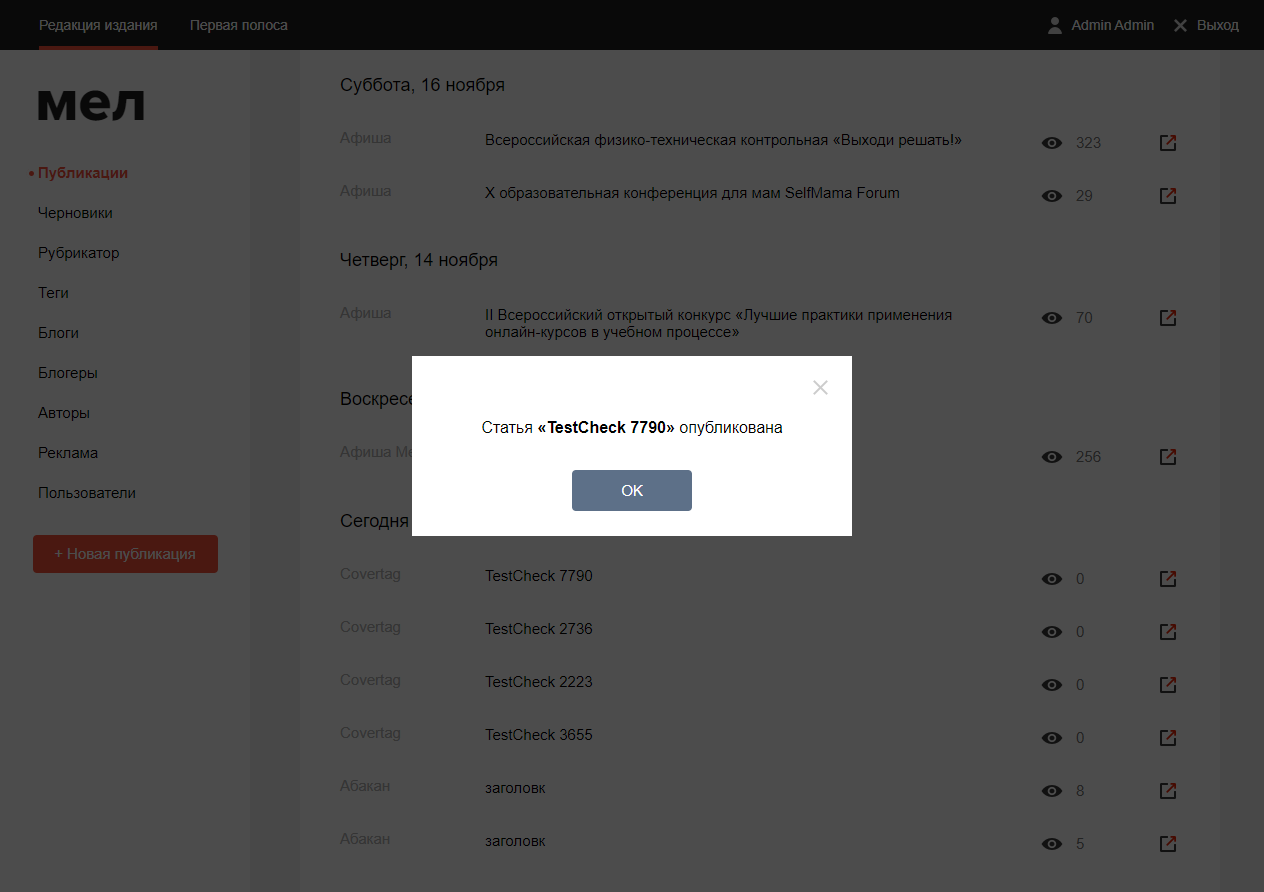 Редакция издания
Первая полоса
Admin Admin
Выход
мел
Публикации
Черновики
Рубрикатор
Теги
Блоги
Блогеры
Авторы
Реклама
Пользователи
+ Новая публикация
Суббота, 16 ноября
Афиша Всероссийская физико-техническая контрольная «Выходи решать!» 323
Афиша X образовательная конференция для мам SelfMama Forum 29
Четверг, 14 ноября
Афиша II Всероссийский открытый конкурс «Лучшие практики применения 70
онлайн-курсов в учебном процессе»
Афиша 256
Статья «TestCheck 7790» опубликована
OK
Сегодня
Covertag TestCheck 7790 0
Covertag TestCheck 2736 0
Covertag TestCheck 2223 0
Covertag TestCheck 3655 0
Абакан заголовк 8
Абакан заголовк 5